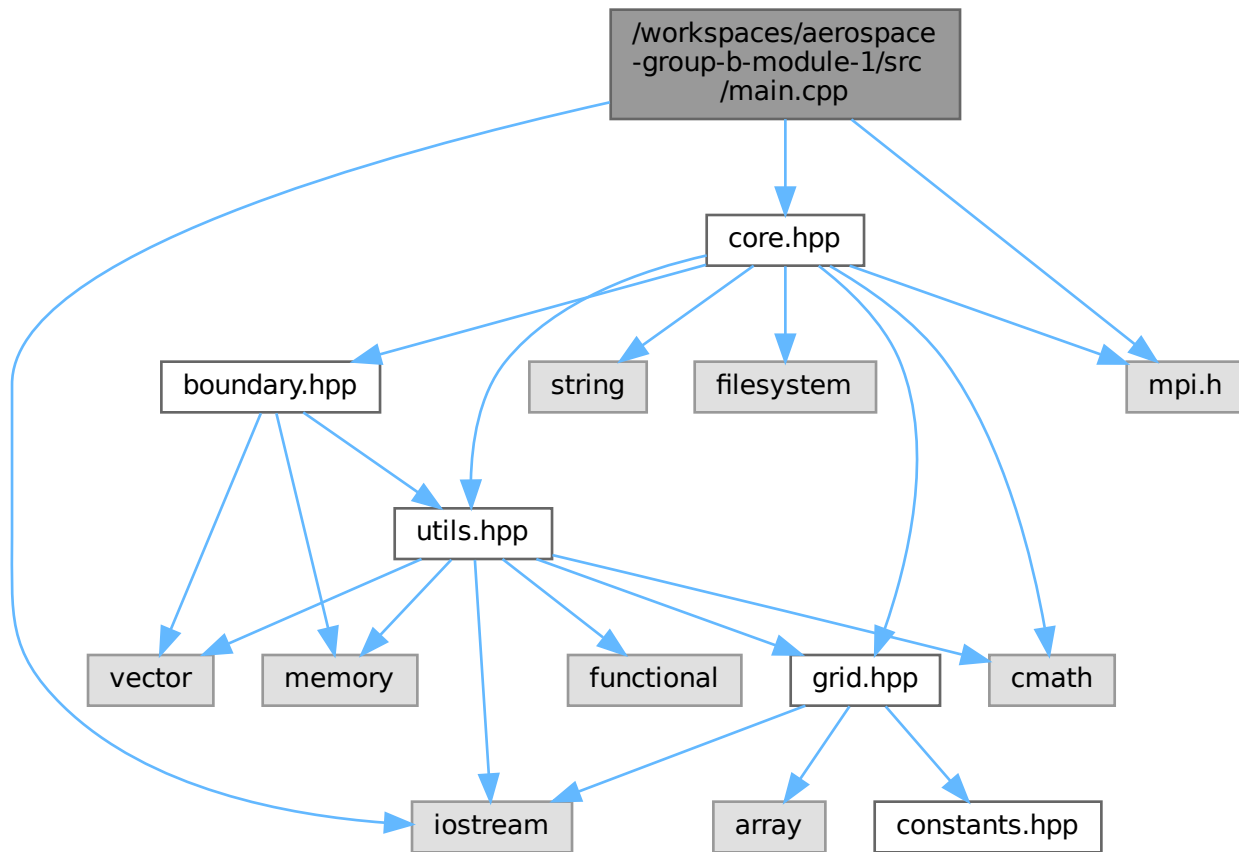 /workspaces/aerospace
-group-b-module-1/src
/main.cpp
core.hpp
boundary.hpp
string
filesystem
mpi.h
utils.hpp
vector
memory
functional
grid.hpp
cmath
iostream
array
constants.hpp